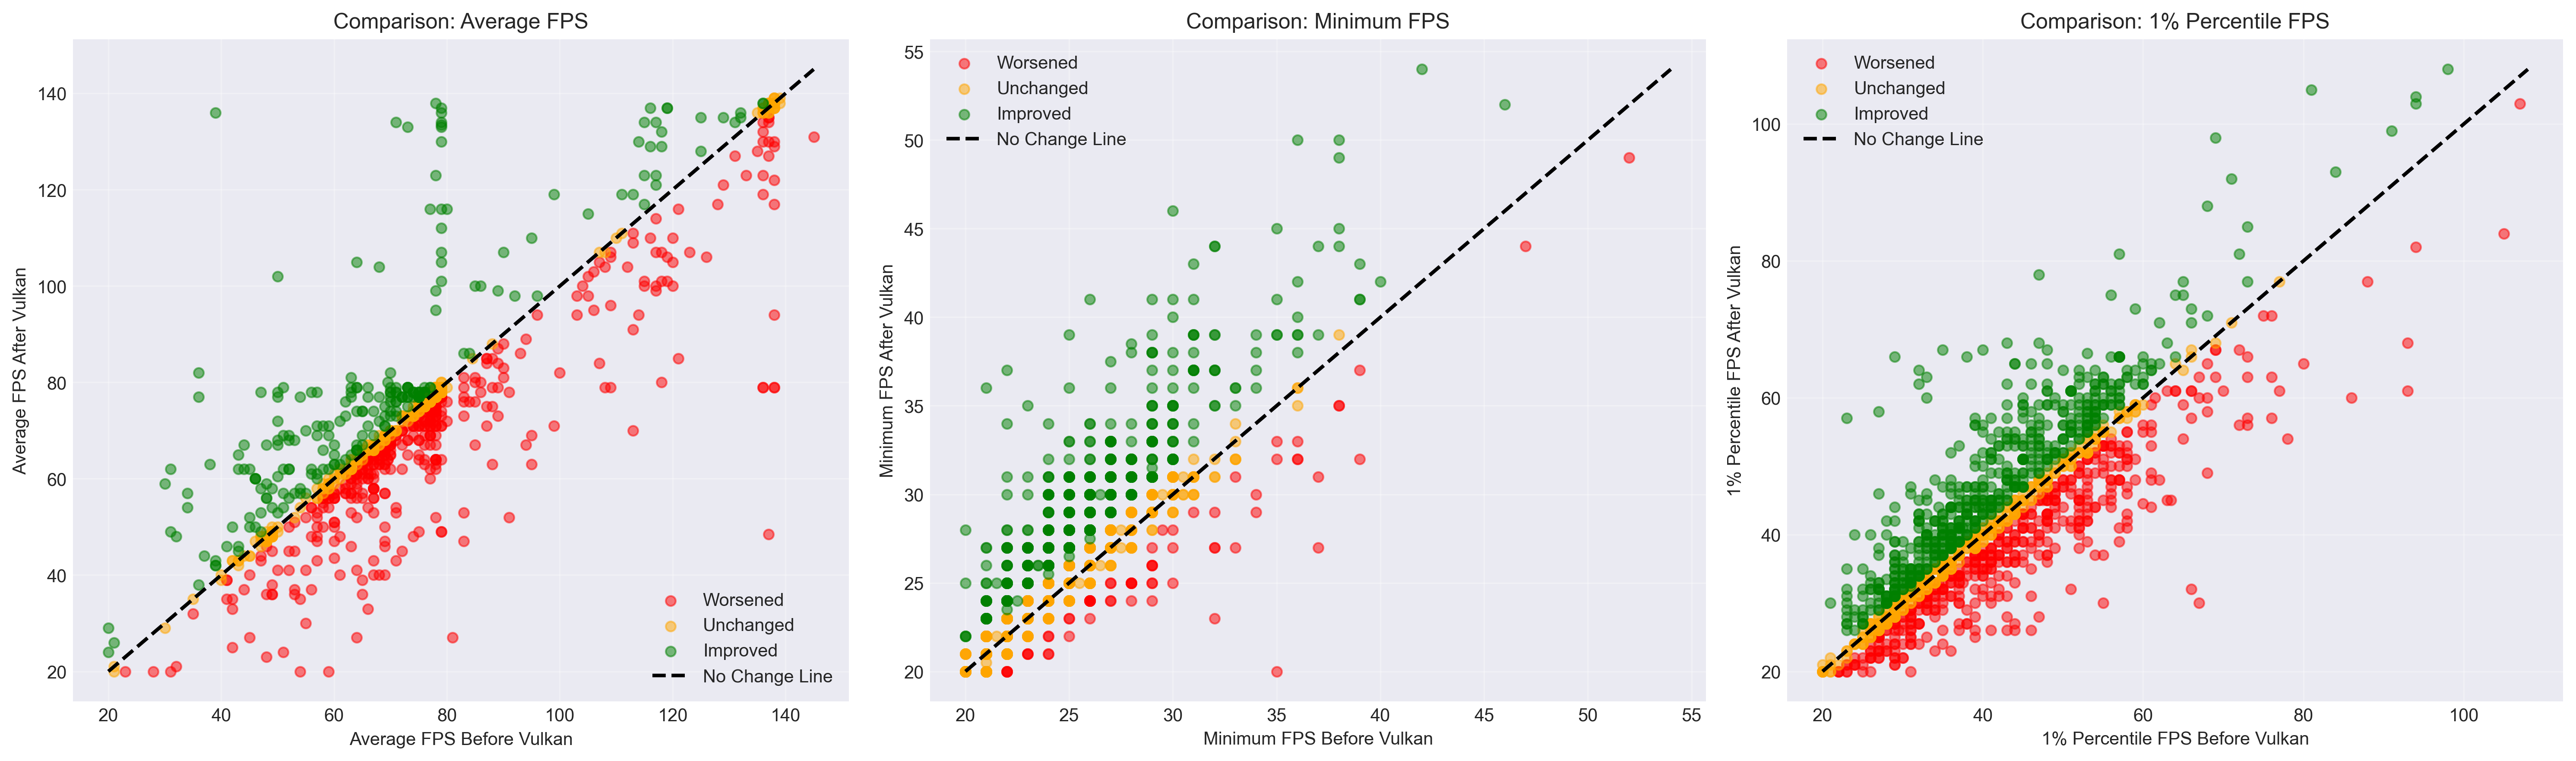 Comparison: Average FPS
Average FPS After Vulkan
140
120
100
80
60
40
20
Worsened
Unchanged
Improved
No Change Line
20 40 60 80 100 120 140
Average FPS Before Vulkan
Comparison: Minimum FPS
Minimum FPS After Vulkan
55
50
45
40
35
30
25
20
Worsened
Unchanged
Improved
No Change Line
20 25 30 35 40 45 50 55
Minimum FPS Before Vulkan
Comparison: 1% Percentile FPS
1% Percentile FPS After Vulkan
100
80
60
40
20
Worsened
Unchanged
Improved
No Change Line
20 40 60 80 100
1% Percentile FPS Before Vulkan